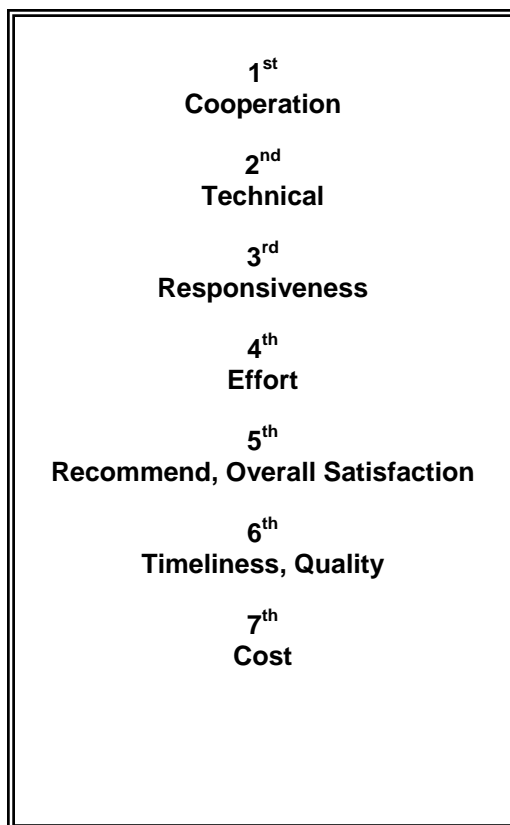 1st
Cooperation
2nd
Technical
3rd
Responsiveness
4th
Effort
5th
Recommend, Overall Satisfaction
6th
Timeliness, Quality
7th
Cost